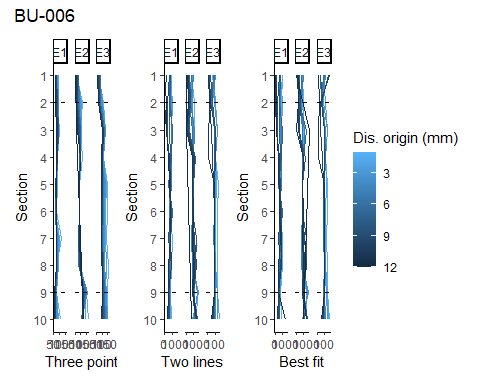 BU-006
E1 E2 E3 E1 E2 E3 E1 E2 E3
1 1 1
2 2 2
3 3 3
4 4 4
5 5 5
6 6 6
7 7 7
8 8 8
9 9 9
10 10 10
Section Section Section
Three point Two lines Best fit
Dis. origin (mm)
3
6
9
12